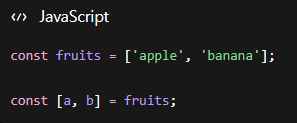 </> JavaScript
const fruits = ['apple', 'banana'];
const [a, b] = fruits;